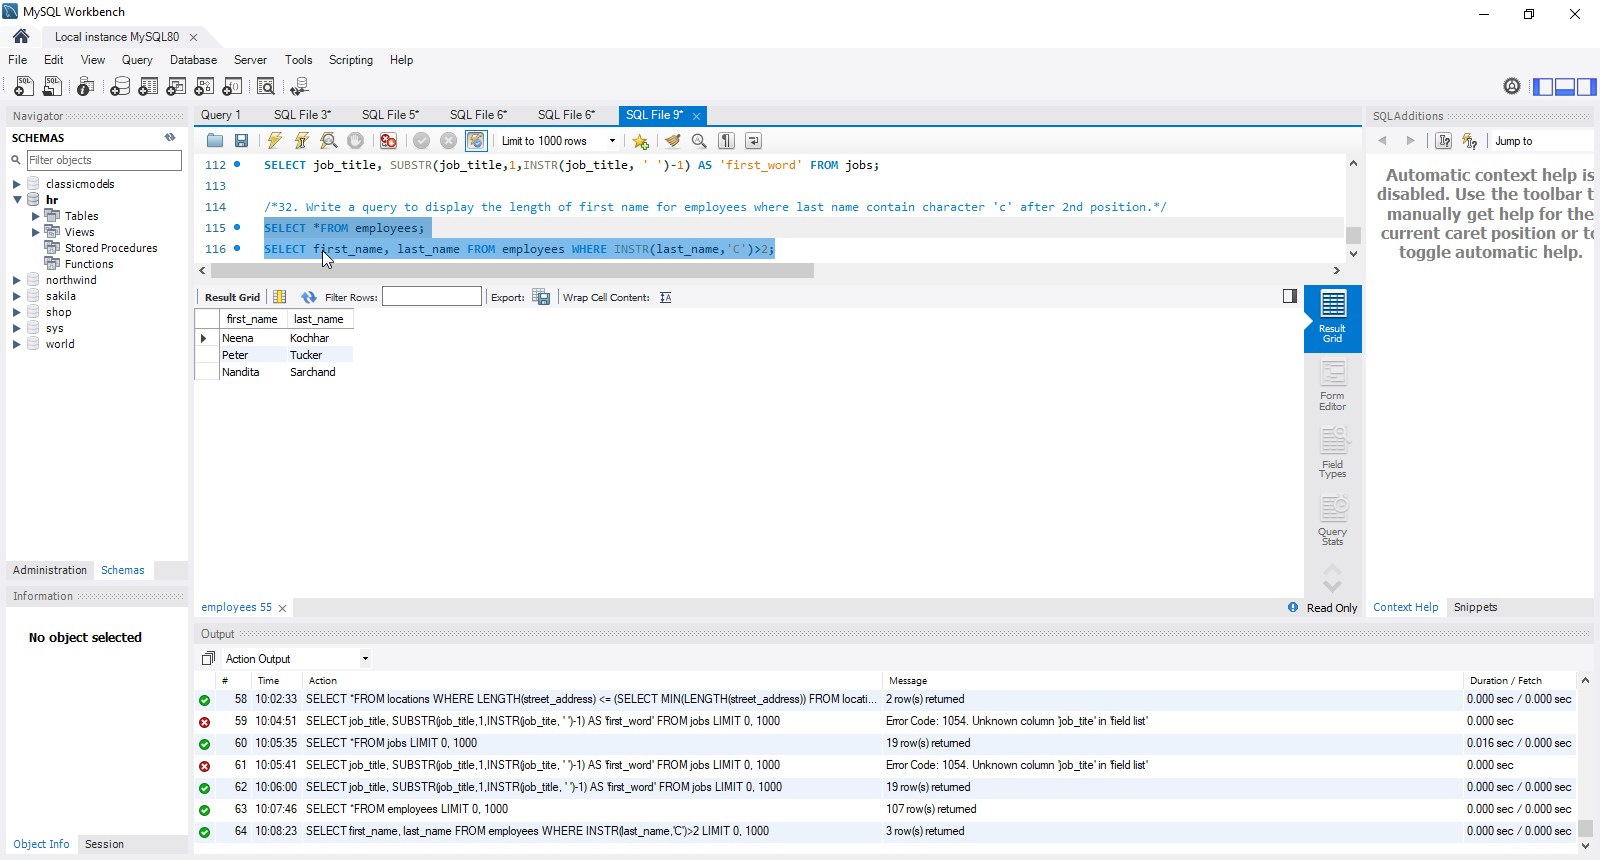 MySQL Workbench
Local instance MySQL80
File Edit View Query Database Server Tools Scripting Help
Navigator
SCHEMAS
Filter objects
classicmodels
hr
Tables
Views
Stored Procedures
Functions
northwind
sakila
shop
sys
world
Administration Schemas
Information
No object selected
Object Info Session
Query 1 SQL File 3* SQL File 5* SQL File 6* SQL File 6* SQL File 9*
Limit to 1000 rows
112 SELECT job_title, SUBSTR(job_title,1,INSTR(job_title, ' ')-1) AS 'first_word' FROM jobs;
113
114 /*32. Write a query to display the length of first name for employees where last name contain character 'c' after 2nd position.*/
115 SELECT *FROM employees;
116 SELECT first_name, last_name FROM employees WHERE INSTR(last_name,'C')>2;
Result Grid Filter Rows: Export: Wrap Cell Content:
first_name last_name
Neena Kochhar
Peter Tucker
Nandita Sarchand
Result Grid
Form Editor
Field Types
Query Stats
employees 55
Read Only
SQLAdditions
Jump to
Automatic context help is
disabled. Use the toolbar t
manually get help for the
current caret position or to
toggle automatic help.
Context Help Snippets
Output
Action Output
# Time Action Message Duration / Fetch
58 10:02:33 SELECT *FROM locations WHERE LENGTH(street_address) <= (SELECT MIN(LENGTH(street_address)) FROM locati... 2 row(s) returned 0.000 sec / 0.000 sec
59 10:04:51 SELECT job_title, SUBSTR(job_title,1,INSTR(job_tite, ' ')-1) AS 'first_word' FROM jobs LIMIT 0, 1000 Error Code: 1054. Unknown column 'job_tite' in 'field list' 0.000 sec
60 10:05:35 SELECT *FROM jobs LIMIT 0, 1000 19 row(s) returned 0.016 sec / 0.000 sec
61 10:05:41 SELECT job_title, SUBSTR(job_title,1,INSTR(job_tite, ' ')-1) AS 'first_word' FROM jobs LIMIT 0, 1000 Error Code: 1054. Unknown column 'job_tite' in 'field list' 0.000 sec
62 10:06:00 SELECT job_title, SUBSTR(job_title,1,INSTR(job_title, ' ')-1) AS 'first_word' FROM jobs LIMIT 0, 1000 19 row(s) returned 0.000 sec / 0.000 sec
63 10:07:46 SELECT *FROM employees LIMIT 0, 1000 107 row(s) returned 0.000 sec / 0.000 sec
64 10:08:23 SELECT first_name, last_name FROM employees WHERE INSTR(last_name,'C')>2 LIMIT 0, 1000 3 row(s) returned 0.000 sec / 0.000 sec